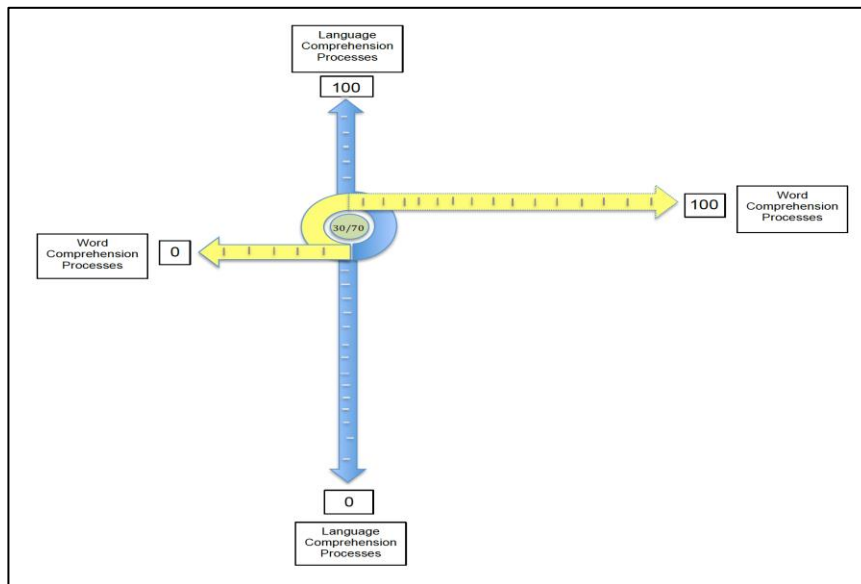 Language
Comprehension
Processes
100
100
Word
Comprehension
Processes
30/70
Word
Comprehension
Processes
0
0
Language
Comprehension
Processes